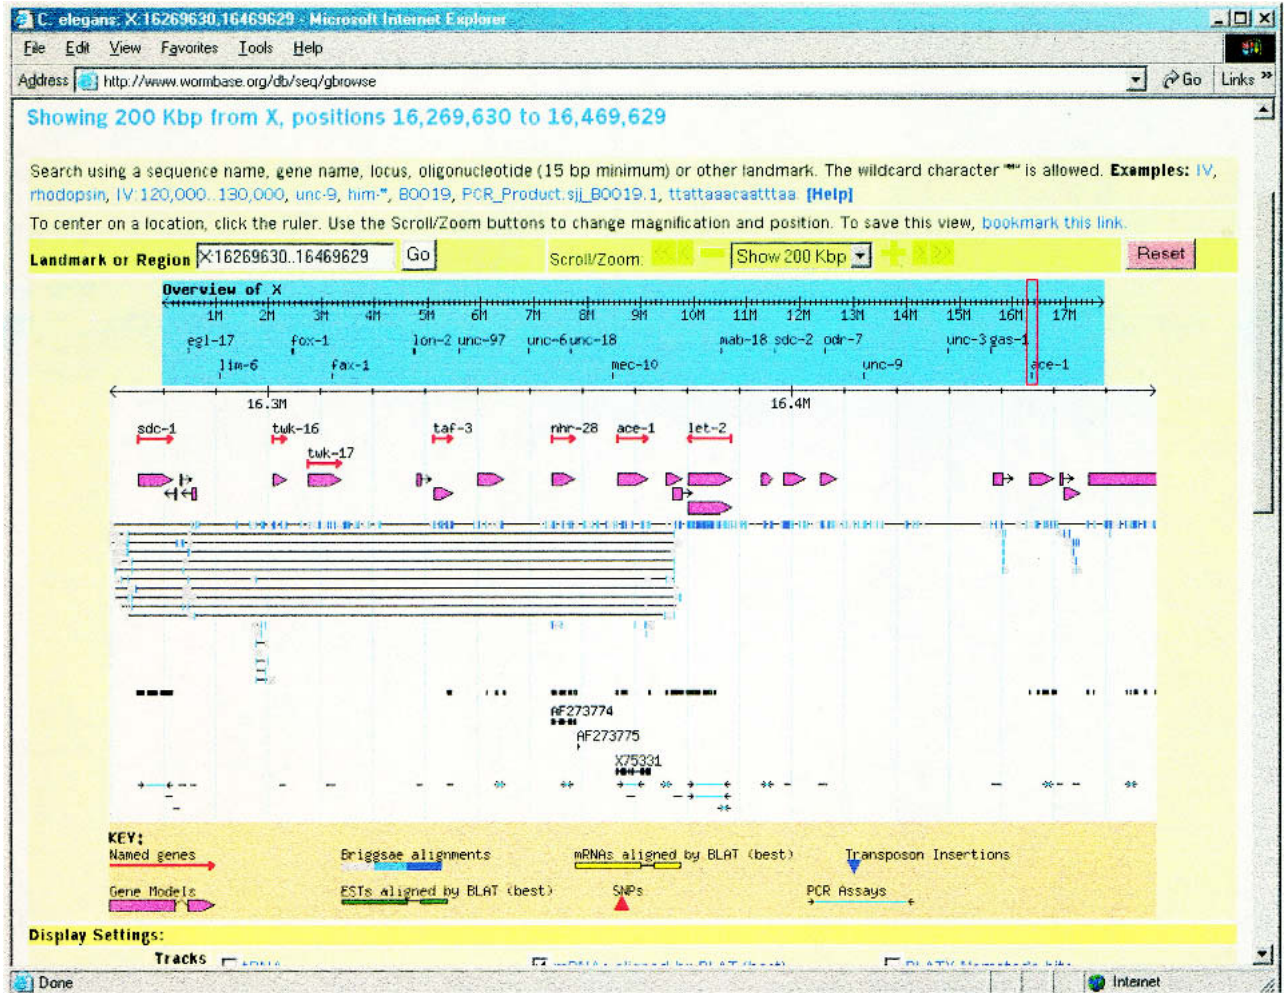 C. elegans: X:16269630,16469629 - Microsoft Internet Explorer
File Edit View Favorites Tools Help
Address http://www.wormbase.org/db/seq/gbrowse Go Links »
Showing 200 Kbp from X, positions 16,269,630 to 16,469,629
Search using a sequence name, gene name, locus, oligonucleotide (15 bp minimum) or other landmark. The wildcard character "*" is allowed. Examples: IV,
rhodopsin, IV:120,000..130,000, unc-9, him-*, B0019, PCR_Product:sjj_B0019.1, ttattaaacaatttaa [Help]
To center on a location, click the ruler. Use the Scroll/Zoom buttons to change magnification and position. To save this view, bookmark this link.
Landmark or Region X:16269630..16469629 Go Scroll/Zoom: Show 200 Kbp Reset
Overview of X
1M 2M 3M 4M 5M 6M 7M 8M 9M 10M 11M 12M 13M 14M 15M 16M 17M
egl-17 fox-1 lon-2 unc-97 unc-6 unc-18 mab-18 sdc-2 odr-7 unc-3 gas-1
lim-6 fax-1 mec-10 unc-9 ace-1
16.3M 16.4M
sdc-1 twk-16 taf-3 nhr-28 ace-1 let-2
twk-17
AF273774
AF273775
X75331
KEY:
Named genes Briggsae alignments mRNAs aligned by BLAT (best) Transposon Insertions
Gene Models ESTs aligned by BLAT (best) SNPs PCR Assays
Display Settings:
Tracks tRNA mRNAs aligned by BLAT (best) BLATX Nematode hits
Done Internet